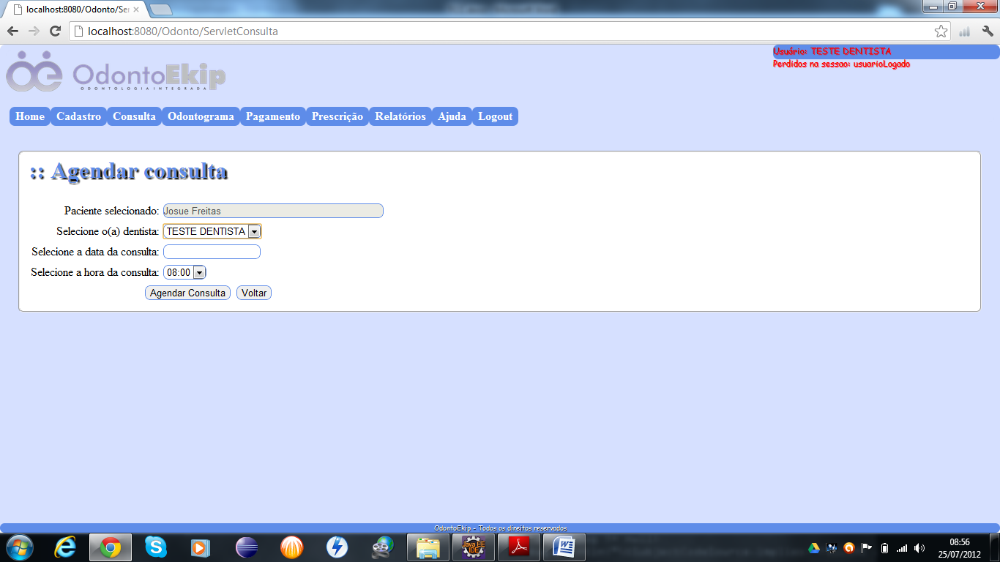 localhost:8080/Odonto/Ser
localhost:8080/Odonto/ServletConsulta
Usuário: TESTE DENTISTA
Perdidos na sessao: usuarioLogado
OdontoEkip
ODONTOLOGIAINTEGRADA
Home Cadastro Consulta Odontograma Pagamento Prescrição Relatórios Ajuda Logout
:: Agendar consulta
Paciente selecionado: Josue Freitas
Selecione o(a) dentista: TESTE DENTISTA
Selecione a data da consulta:
Selecione a hora da consulta: 08:00
Agendar Consulta Voltar
OdontoEkip - Todos os direitos reservados
Java EE
IDE
08:56
25/07/2012